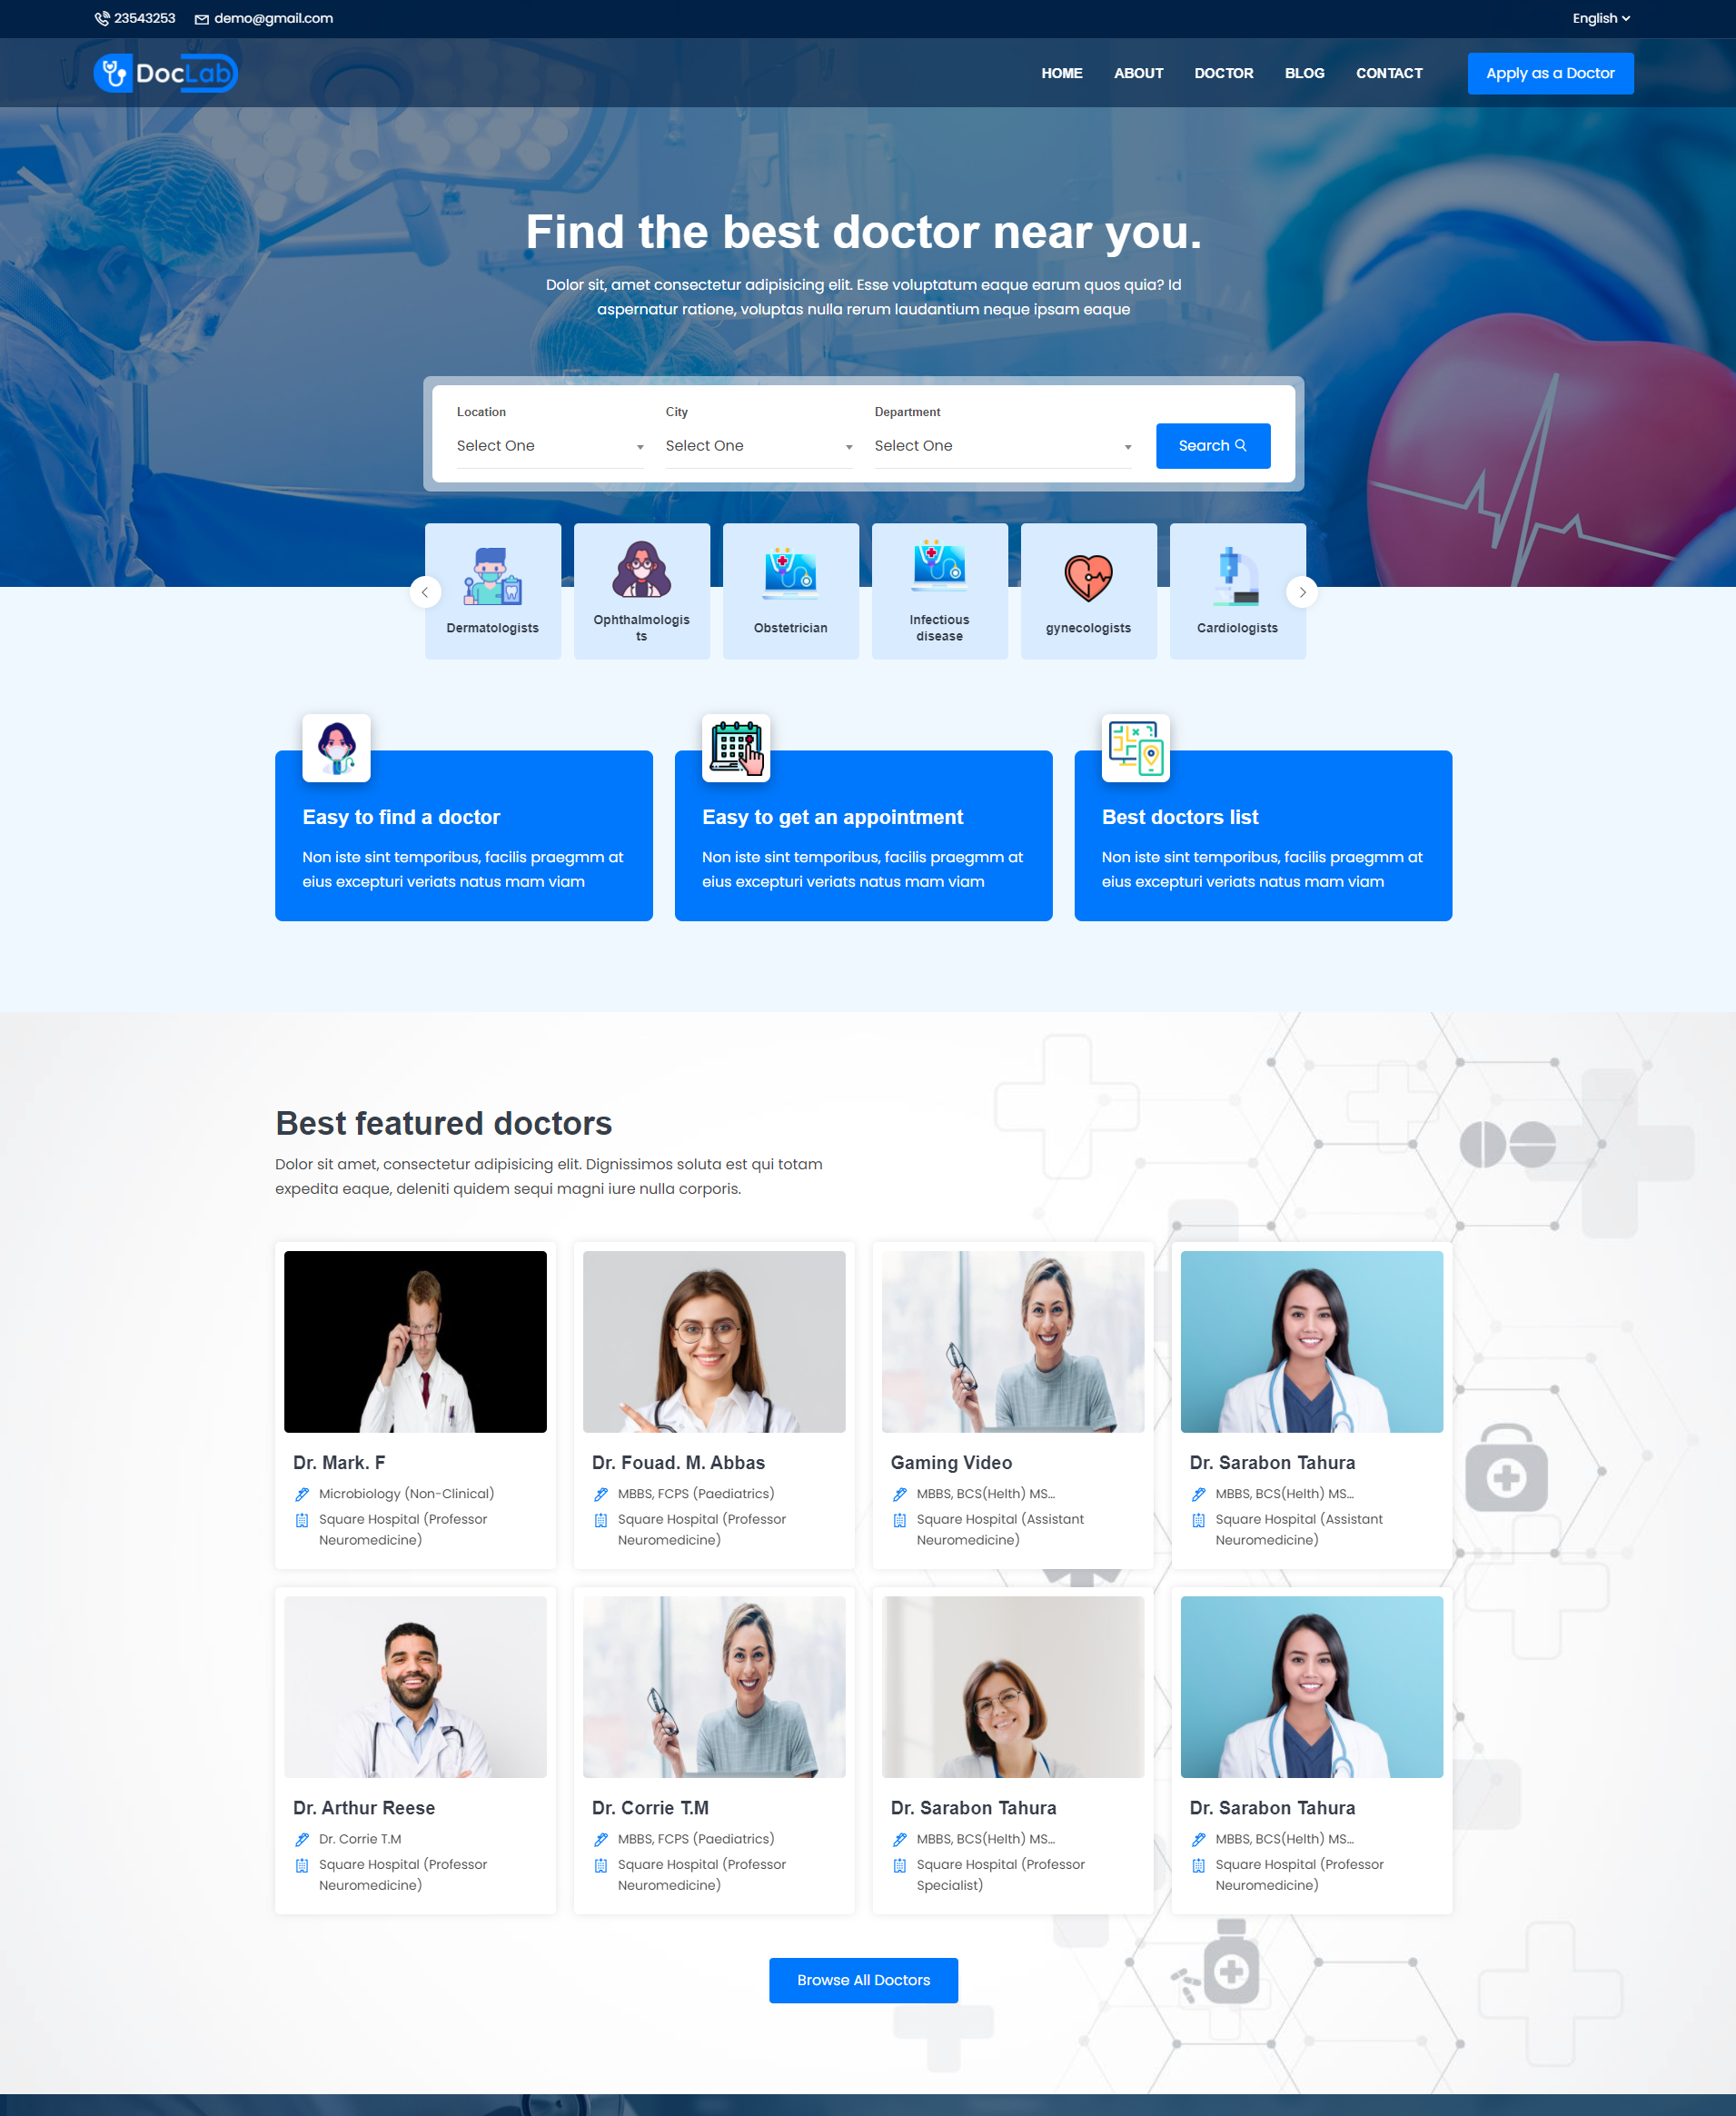 23543253 demo@gmail.com English
DocLab HOME ABOUT DOCTOR BLOG CONTACT Apply as a Doctor
Find the best doctor near you.
Dolor sit, amet consectetur adipisicing elit. Esse voluptatum eaque earum quos quia? Id
aspernatur ratione, voluptas nulla rerum laudantium neque ipsam eaque
Location City Department
Select One Select One Select One Search
Dermatologists
Ophthalmologis
ts
Obstetrician
Infectious
disease
gynecologists
Cardiologists
Easy to find a doctor
Non iste sint temporibus, facilis praegmm at
eius excepturi veriats natus mam viam
Easy to get an appointment
Non iste sint temporibus, facilis praegmm at
eius excepturi veriats natus mam viam
Best doctors list
Non iste sint temporibus, facilis praegmm at
eius excepturi veriats natus mam viam
Best featured doctors
Dolor sit amet, consectetur adipisicing elit. Dignissimos soluta est qui totam
expedita eaque, deleniti quidem sequi magni iure nulla corporis.
Dr. Mark. F
Microbiology (Non-Clinical)
Square Hospital (Professor
Neuromedicine)
Dr. Fouad. M. Abbas
MBBS, FCPS (Paediatrics)
Square Hospital (Professor
Neuromedicine)
Gaming Video
MBBS, BCS(Helth) MS...
Square Hospital (Assistant
Neuromedicine)
Dr. Sarabon Tahura
MBBS, BCS(Helth) MS...
Square Hospital (Assistant
Neuromedicine)
Dr. Arthur Reese
Dr. Corrie T.M
Square Hospital (Professor
Neuromedicine)
Dr. Corrie T.M
MBBS, FCPS (Paediatrics)
Square Hospital (Professor
Neuromedicine)
Dr. Sarabon Tahura
MBBS, BCS(Helth) MS...
Square Hospital (Professor
Specialist)
Dr. Sarabon Tahura
MBBS, BCS(Helth) MS...
Square Hospital (Professor
Neuromedicine)
Browse All Doctors